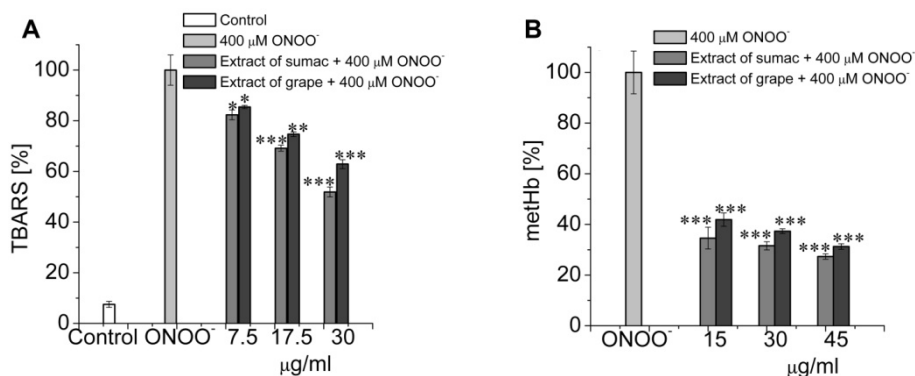 A
Control
400 μM ONOO⁻
Extract of sumac + 400 μM ONOO⁻
Extract of grape + 400 μM ONOO⁻
TBARS [%]
100
80
60
40
20
0
* *
*** **
*** ***
Control ONOO⁻ 7.5 17.5 30
μg/ml
B
400 μM ONOO⁻
Extract of sumac + 400 μM ONOO⁻
Extract of grape + 400 μM ONOO⁻
metHb [%]
100
80
60
40
20
0
*** ***
*** ***
*** ***
ONOO⁻ 15 30 45
μg/ml